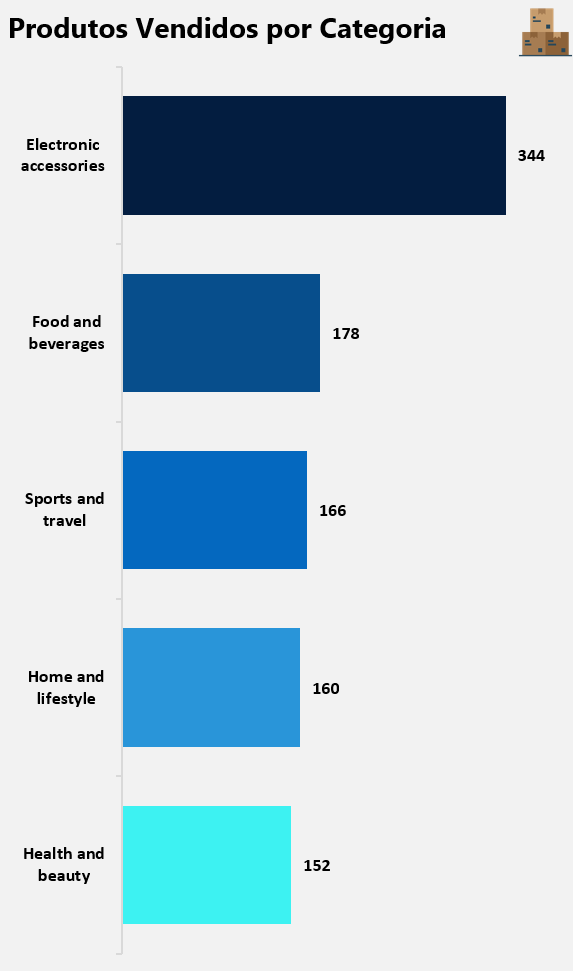 Produtos Vendidos por Categoria
Electronic
accessories
344
Food and
beverages
178
Sports and
travel
166
Home and
lifestyle
160
Health and
beauty
152